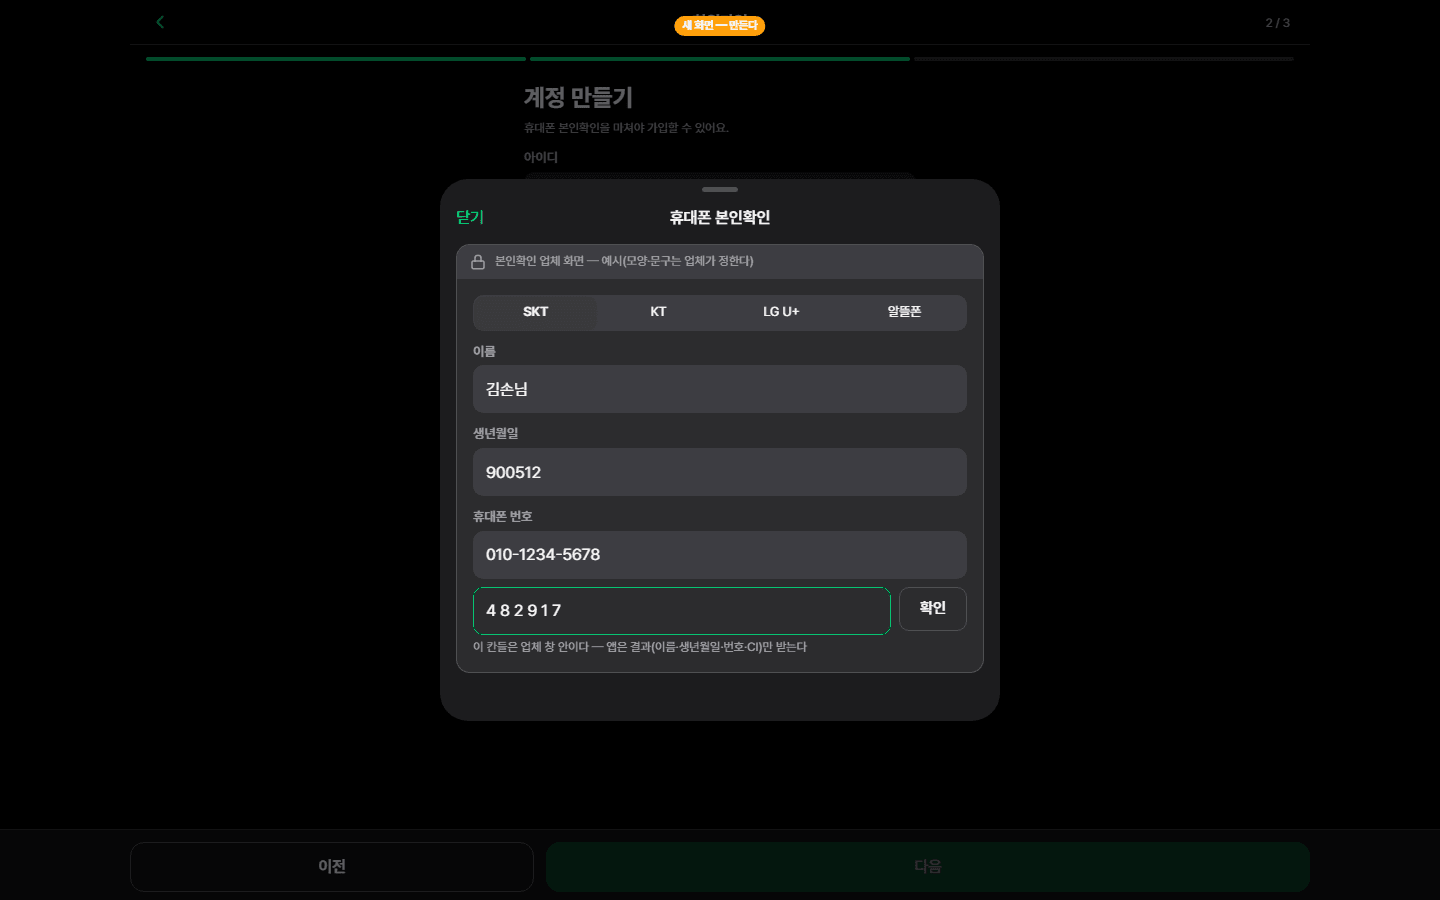 새 화면 — 만든다
2 / 3
계정 만들기
휴대폰 본인확인을 마쳐야 가입할 수 있어요.
아이디
닫기
휴대폰 본인확인
본인확인 업체 화면 — 예시(모양·문구는 업체가 정한다)
SKT KT LG U+ 알뜰폰
이름
김손님
생년월일
900512
휴대폰 번호
010-1234-5678
482917
확인
이 칸들은 업체 창 안이다 — 앱은 결과(이름·생년월일·번호·CI)만 받는다
이전
다음